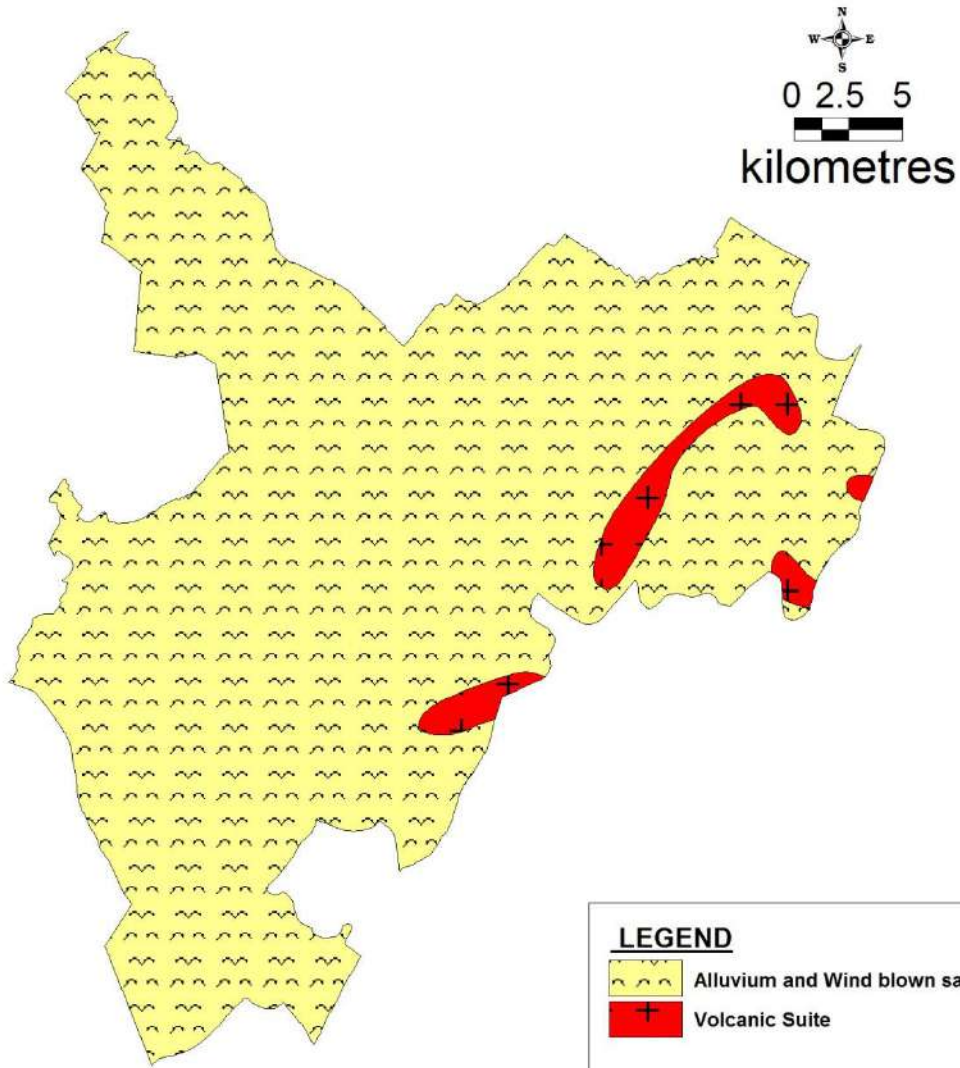 N
W E
S
0 2.5 5
kilometres
LEGEND
Alluvium and Wind blown sa
Volcanic Suite